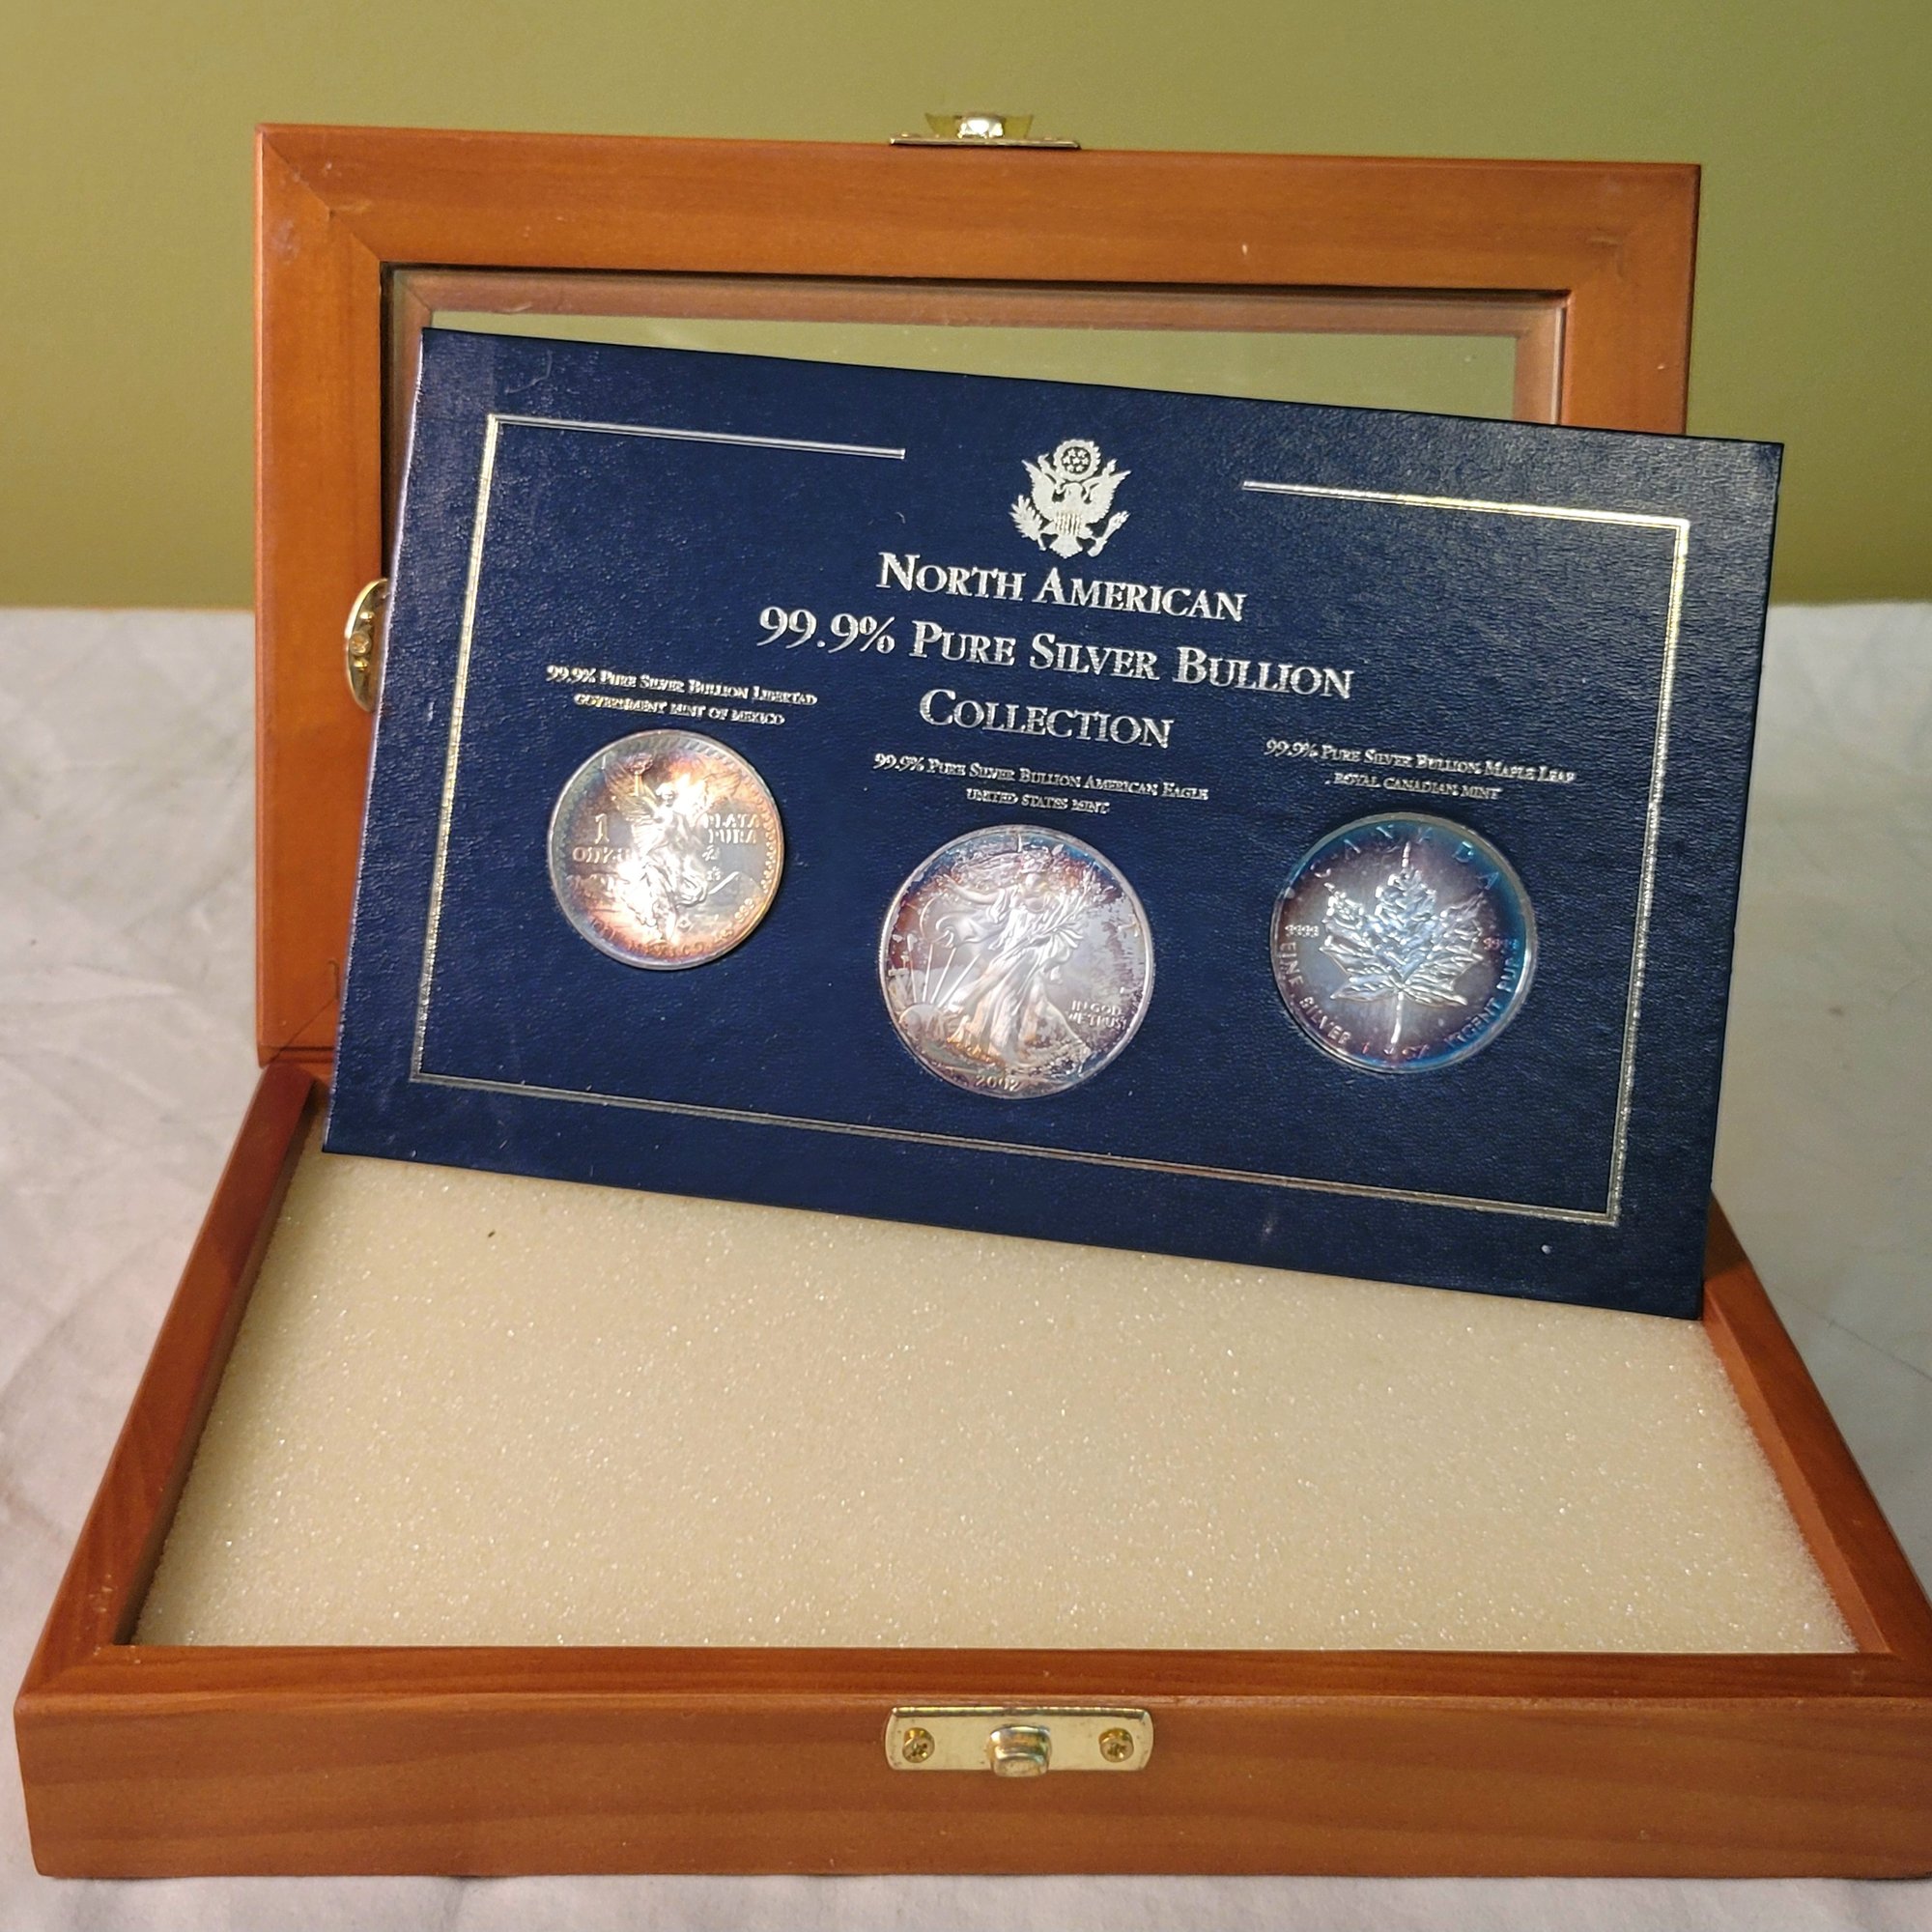 NORTH AMERICAN
99.9% PURE SILVER BULLION
COLLECTION
99.9% PURE SILVER BULLION LIBERTAD
GOVERNMENT MINT OF MEXICO
99.9% PURE SILVER BULLION AMERICAN EAGLE
UNITED STATES MINT
99.9% PURE SILVER BULLION MAPLE LEAF
ROYAL CANADIAN MINT
1
PLATA
PURA
IN GOD
WE TRUST
2002
CANADA
9999
9999
FINE SILVER 1 OZ ARGENT PUR